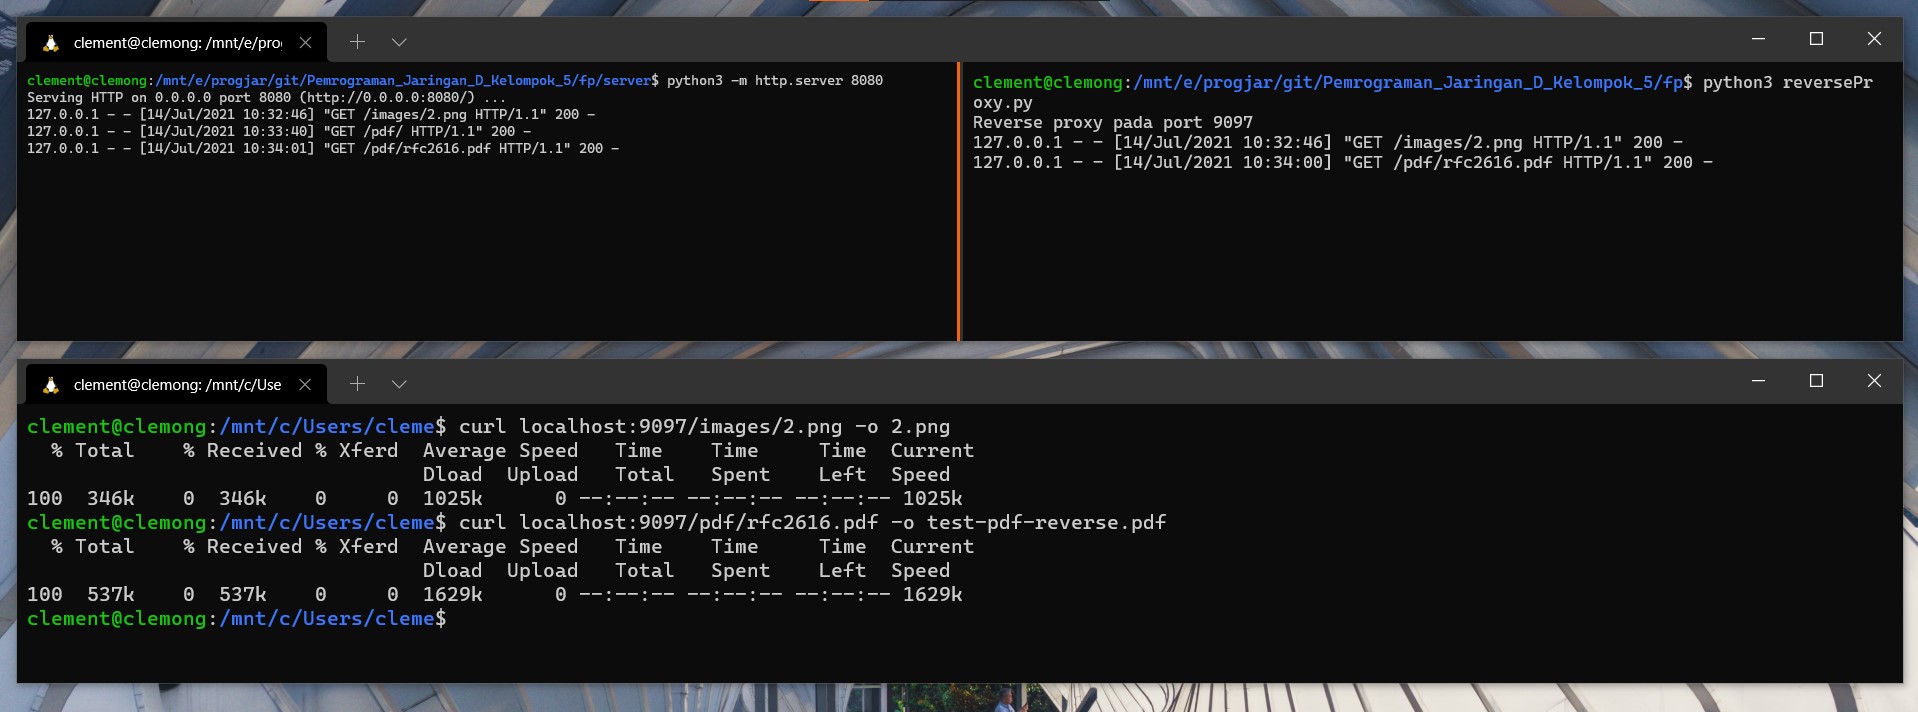 clement@clemong: /mnt/e/pro
clement@clemong:/mnt/e/progjar/git/Pemrograman_Jaringan_D_Kelompok_5/fp/server$ python3 -m http.server 8080
Serving HTTP on 0.0.0.0 port 8080 (http://0.0.0.0:8080/) ...
127.0.0.1 - - [14/Jul/2021 10:32:46] "GET /images/2.png HTTP/1.1" 200 -
127.0.0.1 - - [14/Jul/2021 10:33:40] "GET /pdf/ HTTP/1.1" 200 -
127.0.0.1 - - [14/Jul/2021 10:34:01] "GET /pdf/rfc2616.pdf HTTP/1.1" 200 -
clement@clemong:/mnt/e/progjar/git/Pemrograman_Jaringan_D_Kelompok_5/fp$ python3 reversePr
oxy.py
Reverse proxy pada port 9097
127.0.0.1 - - [14/Jul/2021 10:32:46] "GET /images/2.png HTTP/1.1" 200 -
127.0.0.1 - - [14/Jul/2021 10:34:00] "GET /pdf/rfc2616.pdf HTTP/1.1" 200 -
clement@clemong: /mnt/c/Use
clement@clemong:/mnt/c/Users/cleme$ curl localhost:9097/images/2.png -o 2.png
  % Total    % Received % Xferd  Average Speed   Time    Time     Time  Current
                                 Dload  Upload   Total   Spent    Left  Speed
100  346k    0  346k    0     0  1025k      0 --:--:-- --:--:-- --:--:-- 1025k
clement@clemong:/mnt/c/Users/cleme$ curl localhost:9097/pdf/rfc2616.pdf -o test-pdf-reverse.pdf
  % Total    % Received % Xferd  Average Speed   Time    Time     Time  Current
                                 Dload  Upload   Total   Spent    Left  Speed
100  537k    0  537k    0     0  1629k      0 --:--:-- --:--:-- --:--:-- 1629k
clement@clemong:/mnt/c/Users/cleme$